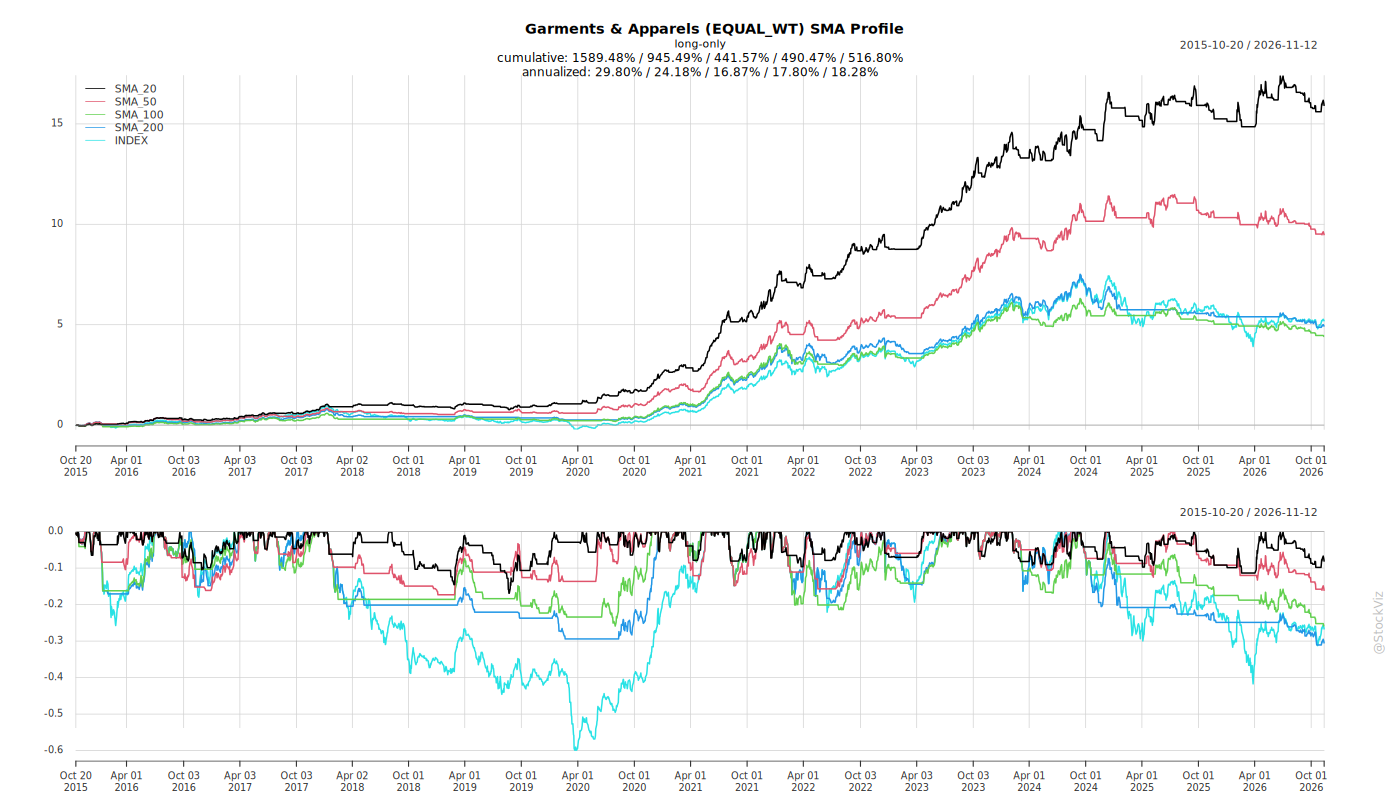 Garments & Apparels (EQUAL_WT) SMA Profile
long-only
cumulative: 1589.48% / 945.49% / 441.57% / 490.47% / 516.80%
annualized: 29.80% / 24.18% / 16.87% / 17.80% / 18.28%
2015-10-20 / 2026-11-12
SMA_20
SMA_50
SMA_100
SMA_200
INDEX
15
10
5
0
Oct 20 Apr 01 Oct 03 Apr 03 Oct 03 Apr 02 Oct 01 Apr 01 Oct 01 Apr 01 Oct 01 Apr 01 Oct 01 Apr 01 Oct 03 Apr 03 Oct 03 Apr 01 Oct 01 Apr 01 Oct 01 Apr 01 Oct 01
2015 2016 2016 2017 2017 2018 2018 2019 2019 2020 2020 2021 2021 2022 2022 2023 2023 2024 2024 2025 2025 2026 2026
2015-10-20 / 2026-11-12
0.0
-0.1
-0.2
-0.3
-0.4
-0.5
-0.6
Oct 20 Apr 01 Oct 03 Apr 03 Oct 03 Apr 02 Oct 01 Apr 01 Oct 01 Apr 01 Oct 01 Apr 01 Oct 01 Apr 01 Oct 03 Apr 03 Oct 03 Apr 01 Oct 01 Apr 01 Oct 01 Apr 01 Oct 01
2015 2016 2016 2017 2017 2018 2018 2019 2019 2020 2020 2021 2021 2022 2022 2023 2023 2024 2024 2025 2025 2026 2026
@StockViz